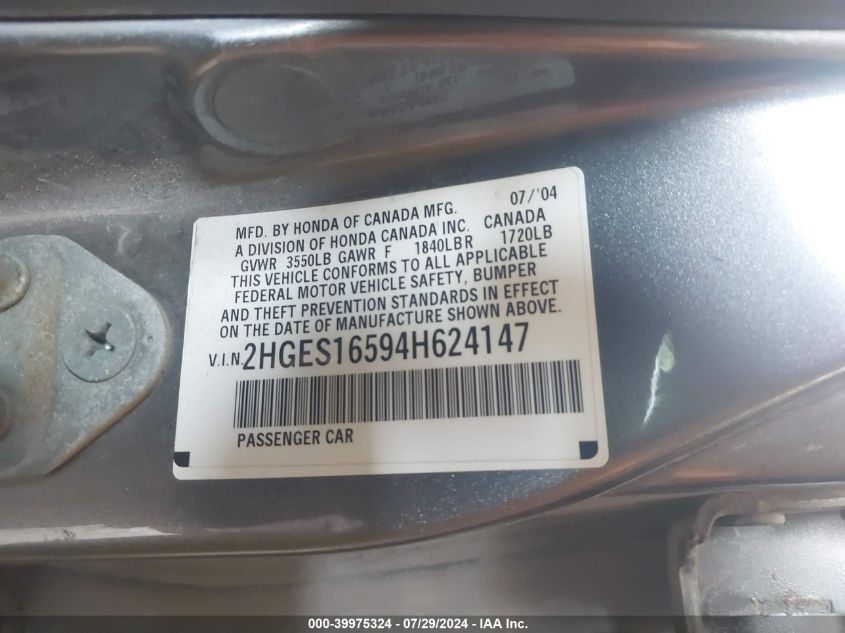 07/'04
MFD. BY HONDA OF CANADA MFG.
A DIVISION OF HONDA CANADA INC. CANADA
GVWR 3550LB GAWR F 1840LB R 1720LB
THIS VEHICLE CONFORMS TO ALL APPLICABLE
FEDERAL MOTOR VEHICLE SAFETY, BUMPER
AND THEFT PREVENTION STANDARDS IN EFFECT
ON THE DATE OF MANUFACTURE SHOWN ABOVE.
V.I.N. 2HGES16594H624147
PASSENGER CAR
000-39975324 | 07/29/2024 | IAA Inc.